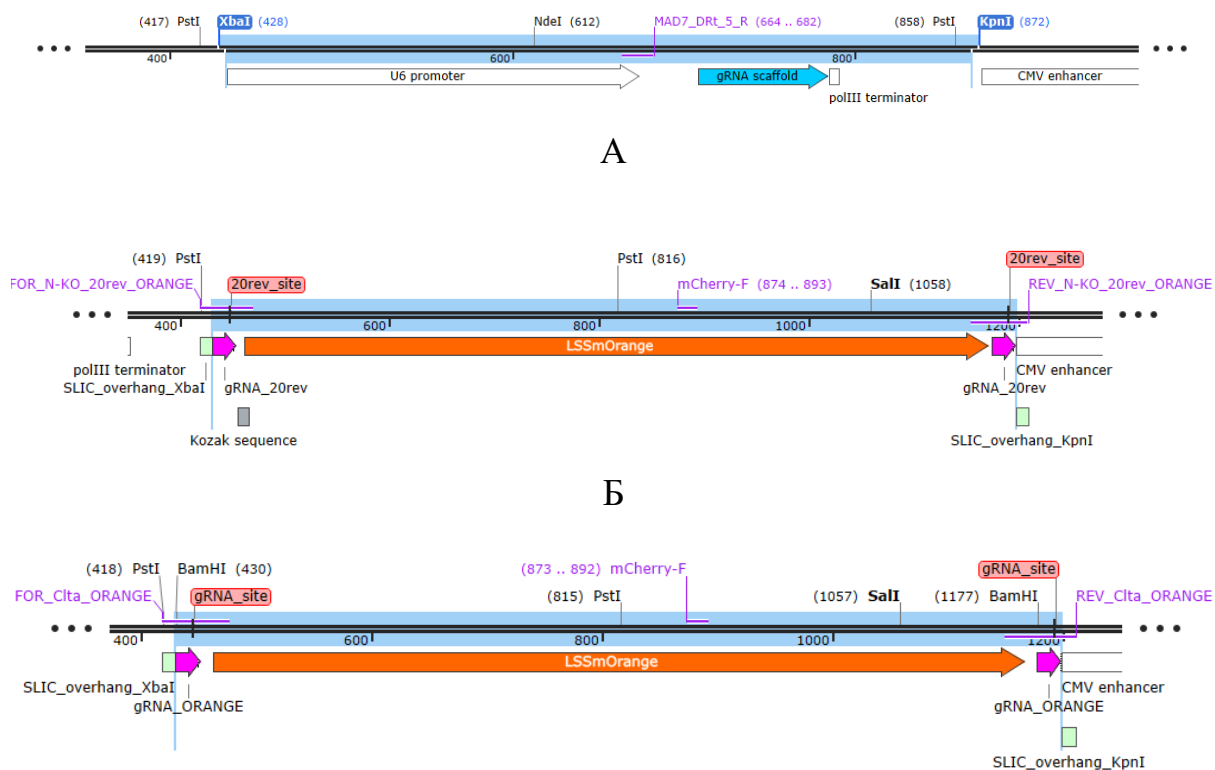 (417) PstI XbaI (428) NdeI (612) MAD7_DRt_5_R (664 .. 682) (858) PstI KpnI (872)
400 600 800
U6 promoter gRNA scaffold CMV enhancer
polIII terminator
А
(419) PstI 20rev_site PstI (816) 20rev_site
FOR_N-KO_20rev_ORANGE mCherry-F (874 .. 893) SalI (1058) REV_N-KO_20rev_ORANGE
400 600 800 1000 1200
LSSmOrange
polIII terminator CMV enhancer
SLIC_overhang_XbaI gRNA_20rev gRNA_20rev
Kozak sequence SLIC_overhang_KpnI
Б
(418) PstI BamHI (430) (873 .. 892) mCherry-F gRNA_site
FOR_Clta_ORANGE gRNA_site (815) PstI (1057) SalI (1177) BamHI REV_Clta_ORANGE
400 600 800 1000 1200
LSSmOrange
SLIC_overhang_XbaI CMV enhancer
gRNA_ORANGE gRNA_ORANGE
SLIC_overhang_KpnI